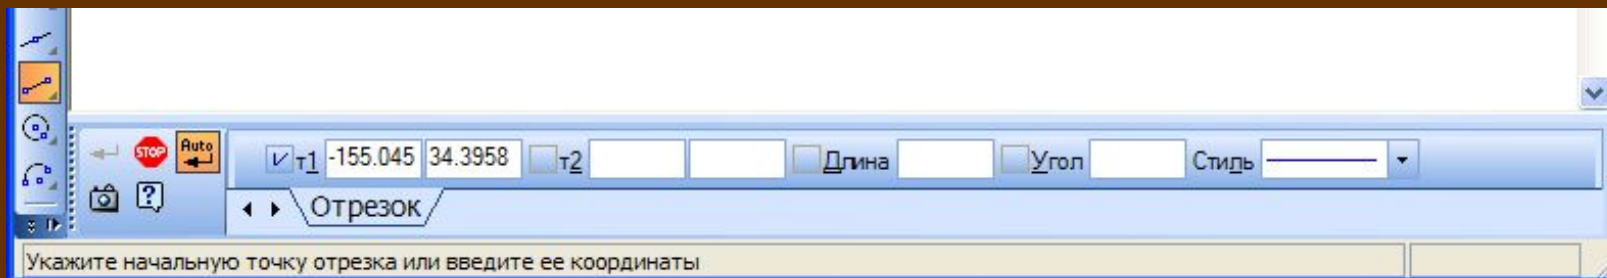 STOP Auto т1 -155.045 34.3958 т2 Длина Угол Стиль
? Отрезок
Укажите начальную точку отрезка или введите ее координаты